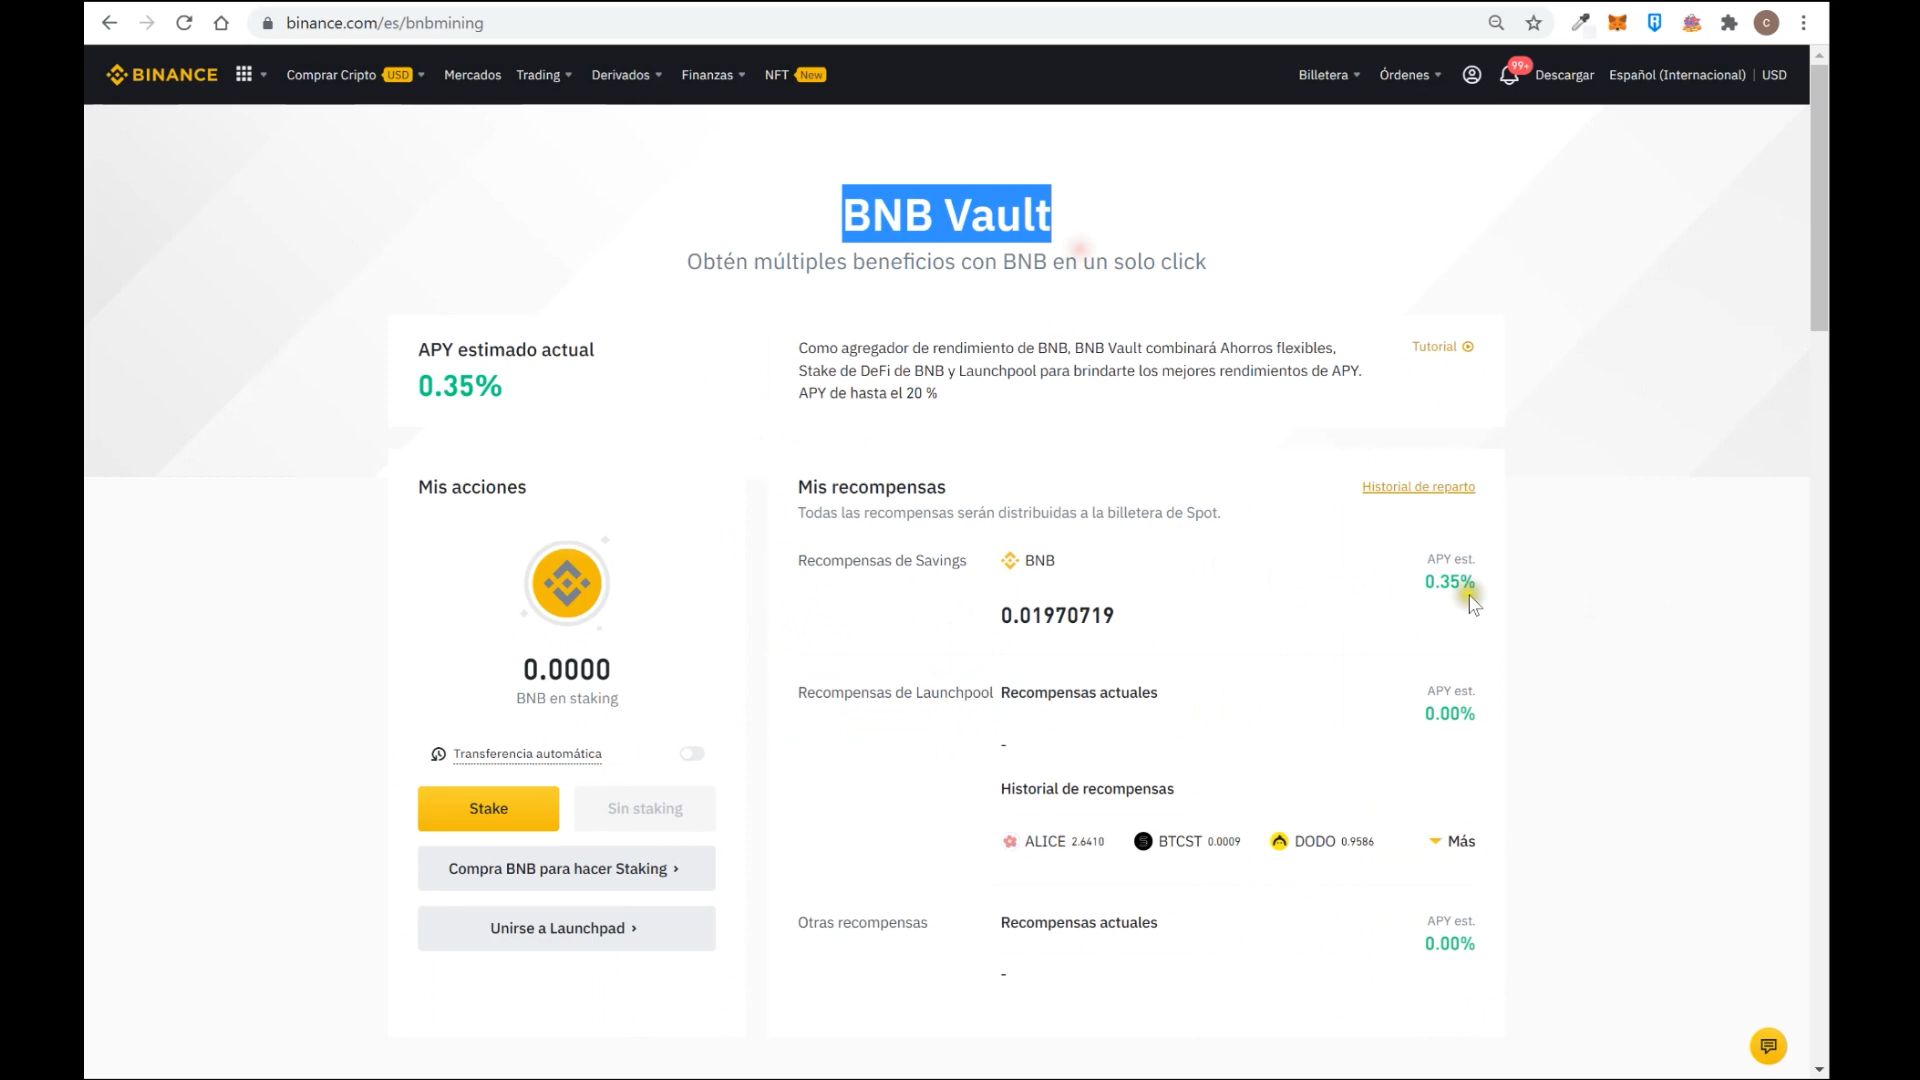 binance.com/es/bnbmining
C
BINANCE
Comprar Cripto USD
Mercados
Trading
Derivados
Finanzas
NFT New
Billetera
Órdenes
99+
Descargar
Español (Internacional) | USD
BNB Vault
Obtén múltiples beneficios con BNB en un solo click
APY estimado actual
0.35%
Como agregador de rendimiento de BNB, BNB Vault combinará Ahorros flexibles,
Stake de DeFi de BNB y Launchpool para brindarte los mejores rendimientos de APY.
APY de hasta el 20 %
Tutorial
Mis acciones
0.0000
BNB en staking
Transferencia automática
Stake
Sin staking
Compra BNB para hacer Staking ›
Unirse a Launchpad ›
Mis recompensas
Historial de reparto
Todas las recompensas serán distribuidas a la billetera de Spot.
Recompensas de Savings
BNB
APY est.
0.35%
0.01970719
Recompensas de Launchpool
Recompensas actuales
APY est.
0.00%
-
Historial de recompensas
ALICE 2.6410
BTCST 0.0009
DODO 0.9586
Más
Otras recompensas
Recompensas actuales
APY est.
0.00%
-